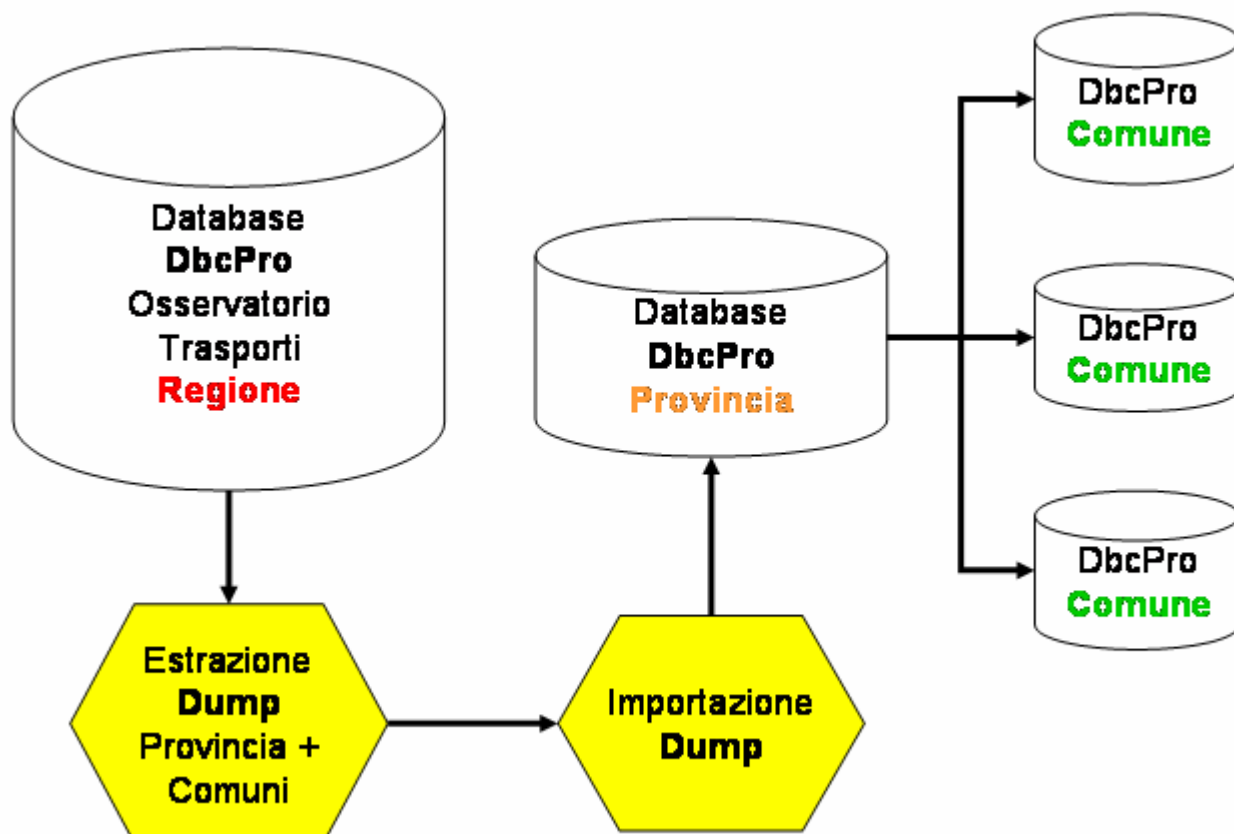 Database
DbcPro
Osservatorio
Trasporti
Regione
Estrazione
Dump
Provincia +
Comuni
Importazione
Dump
Database
DbcPro
Provincia
DbcPro
Comune
DbcPro
Comune
DbcPro
Comune